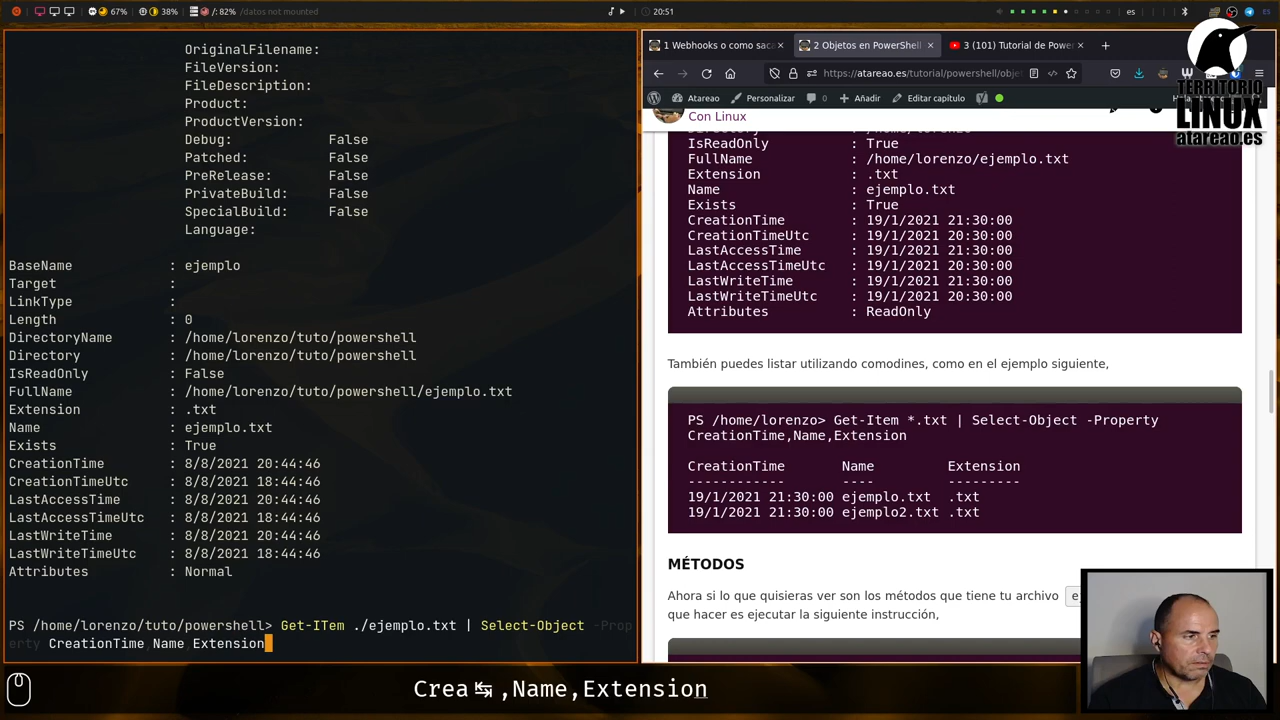 67% 38% /: 82% /datos not mounted
20:51
es
OriginalFilename:
FileVersion:
FileDescription:
Product:
ProductVersion:
Debug: False
Patched: False
PreRelease: False
PrivateBuild: False
SpecialBuild: False
Language:
BaseName : ejemplo
Target :
LinkType :
Length : 0
DirectoryName : /home/lorenzo/tuto/powershell
Directory : /home/lorenzo/tuto/powershell
IsReadOnly : False
FullName : /home/lorenzo/tuto/powershell/ejemplo.txt
Extension : .txt
Name : ejemplo.txt
Exists : True
CreationTime : 8/8/2021 20:44:46
CreationTimeUtc : 8/8/2021 18:44:46
LastAccessTime : 8/8/2021 20:44:46
LastAccessTimeUtc : 8/8/2021 18:44:46
LastWriteTime : 8/8/2021 20:44:46
LastWriteTimeUtc : 8/8/2021 18:44:46
Attributes : Normal
PS /home/lorenzo/tuto/powershell> Get-ITem ./ejemplo.txt | Select-Object -Prop
erty CreationTime,Name,Extension
1 Webhooks o como saca
2 Objetos en PowerShell
3 (101) Tutorial de Powe
https://atareao.es/tutorial/powershell/obje
Atareao Personalizar 0 Añadir Editar capítulo
TERRITORIO
LINUX
atareao.es
Con Linux
IsReadOnly : True
FullName : /home/lorenzo/ejemplo.txt
Extension : .txt
Name : ejemplo.txt
Exists : True
CreationTime : 19/1/2021 21:30:00
CreationTimeUtc : 19/1/2021 20:30:00
LastAccessTime : 19/1/2021 21:30:00
LastAccessTimeUtc : 19/1/2021 20:30:00
LastWriteTime : 19/1/2021 21:30:00
LastWriteTimeUtc : 19/1/2021 20:30:00
Attributes : ReadOnly
También puedes listar utilizando comodines, como en el ejemplo siguiente,
PS /home/lorenzo> Get-Item *.txt | Select-Object -Property
CreationTime,Name,Extension
CreationTime Name Extension
------------ ---- ---------
19/1/2021 21:30:00 ejemplo.txt .txt
19/1/2021 21:30:00 ejemplo2.txt .txt
MÉTODOS
Ahora si lo que quisieras ver son los métodos que tiene tu archivo
que hacer es ejecutar la siguiente instrucción,
Crea↹,Name,Extension